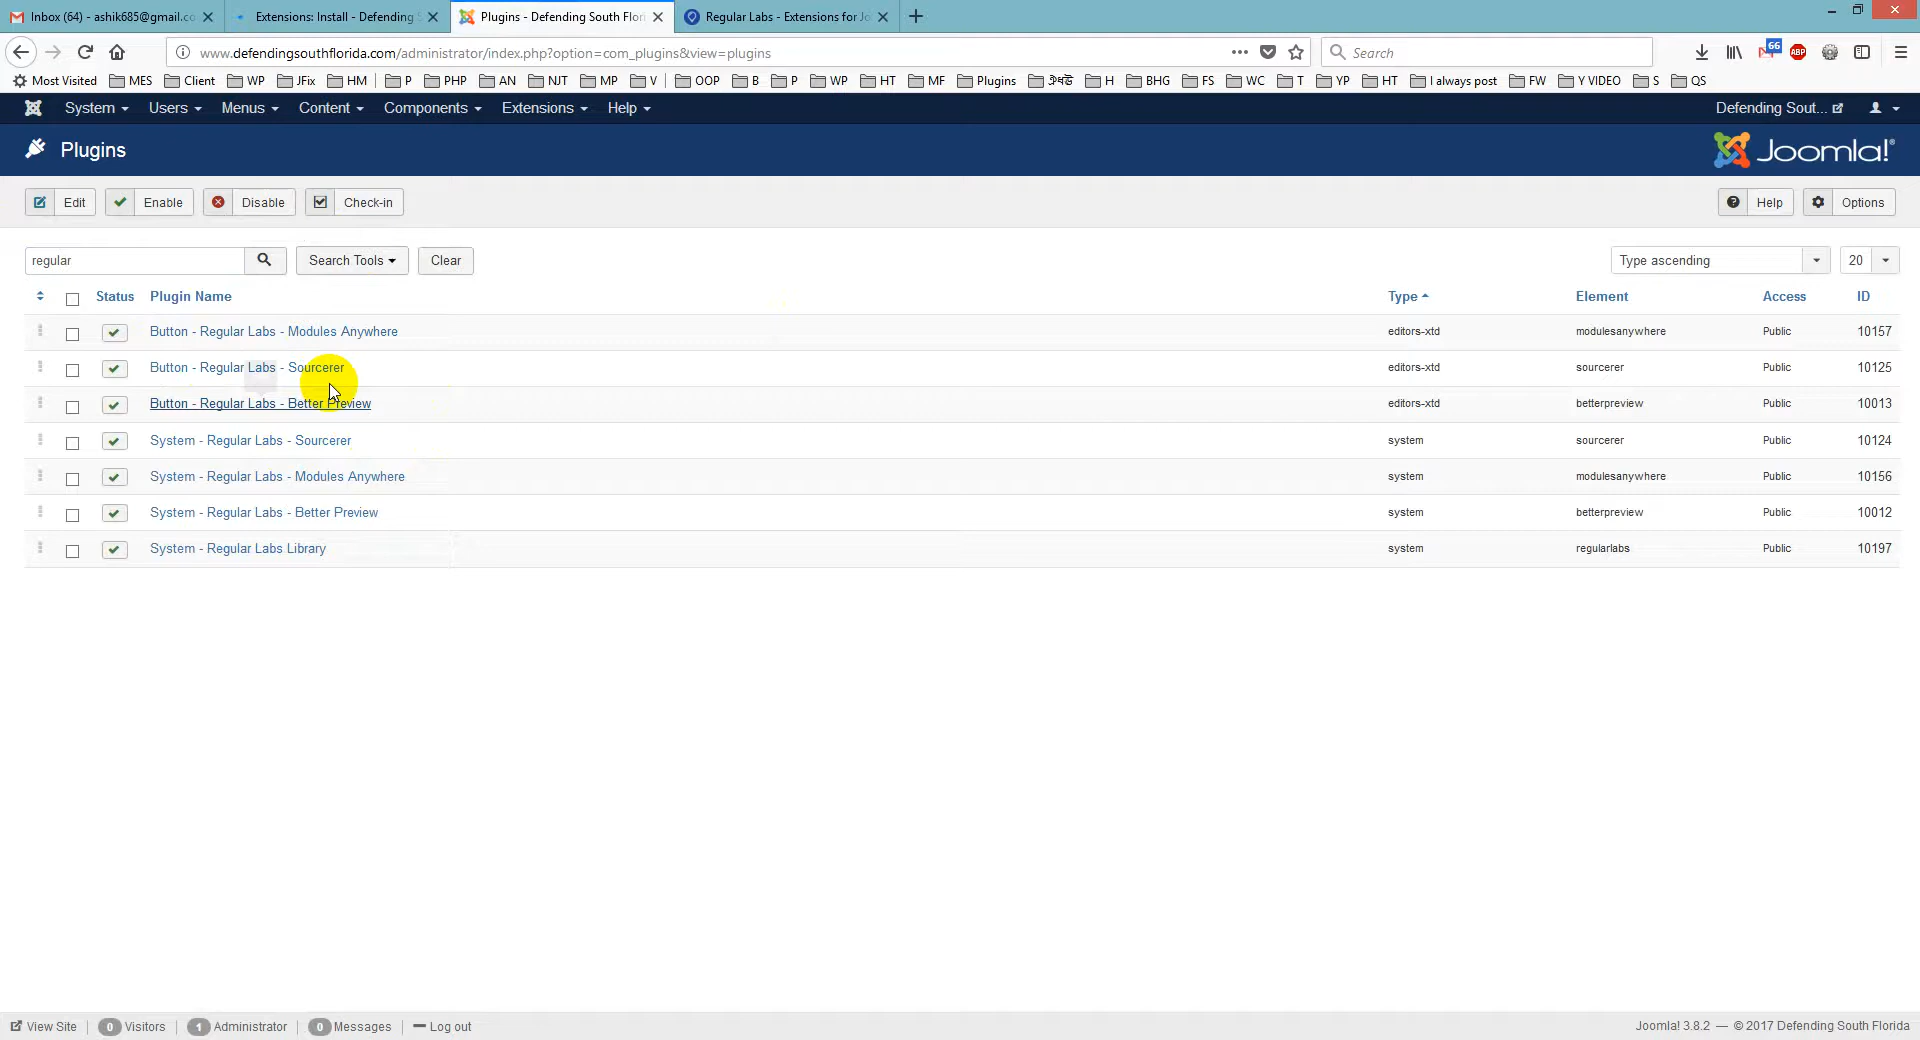 Inbox (64) - ashik685@gmail.co
Extensions: Install - Defending S
Plugins - Defending South Flori
Regular Labs - Extensions for Jo
www.defendingsouthflorida.com/administrator/index.php?option=com_plugins&view=plugins
Search
66
ABP
Most Visited MES Client WP JFix HM P PHP AN NJT MP V OOP B P WP HT MF Plugins ঔষধি H BHG FS WC T YP HT I always post FW Y VIDEO S QS
System Users Menus Content Components Extensions Help
Defending Sout...
Plugins
Joomla!®
Edit Enable Disable Check-in
Help Options
regular Search Tools Clear
Type ascending 20
Status Plugin Name Type Element Access ID
Button - Regular Labs - Modules Anywhere editors-xtd modulesanywhere Public 10157
Button - Regular Labs - Sourcerer editors-xtd sourcerer Public 10125
Button - Regular Labs - Better Preview editors-xtd betterpreview Public 10013
System - Regular Labs - Sourcerer system sourcerer Public 10124
System - Regular Labs - Modules Anywhere system modulesanywhere Public 10156
System - Regular Labs - Better Preview system betterpreview Public 10012
System - Regular Labs Library system regularlabs Public 10197
View Site 0 Visitors 1 Administrator 0 Messages Log out
Joomla! 3.8.2 — © 2017 Defending South Florida